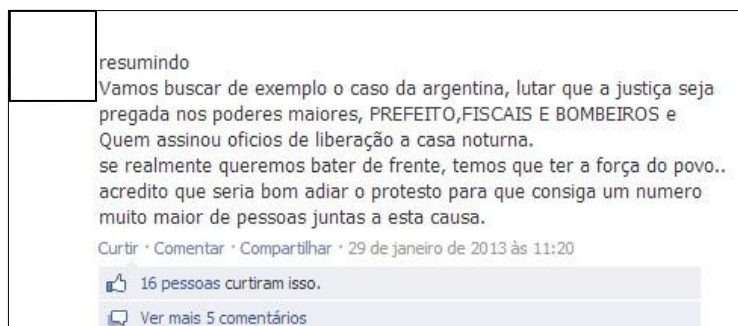 resumindo
Vamos buscar de exemplo o caso da argentina, lutar que a justiça seja
pregada nos poderes maiores, PREFEITO,FISCAIS E BOMBEIROS e
Quem assinou oficios de liberação a casa noturna.
se realmente queremos bater de frente, temos que ter a força do povo..
acredito que seria bom adiar o protesto para que consiga um numero
muito maior de pessoas juntas a esta causa.
Curtir · Comentar · Compartilhar · 29 de janeiro de 2013 às 11:20
16 pessoas curtiram isso.
Ver mais 5 comentários